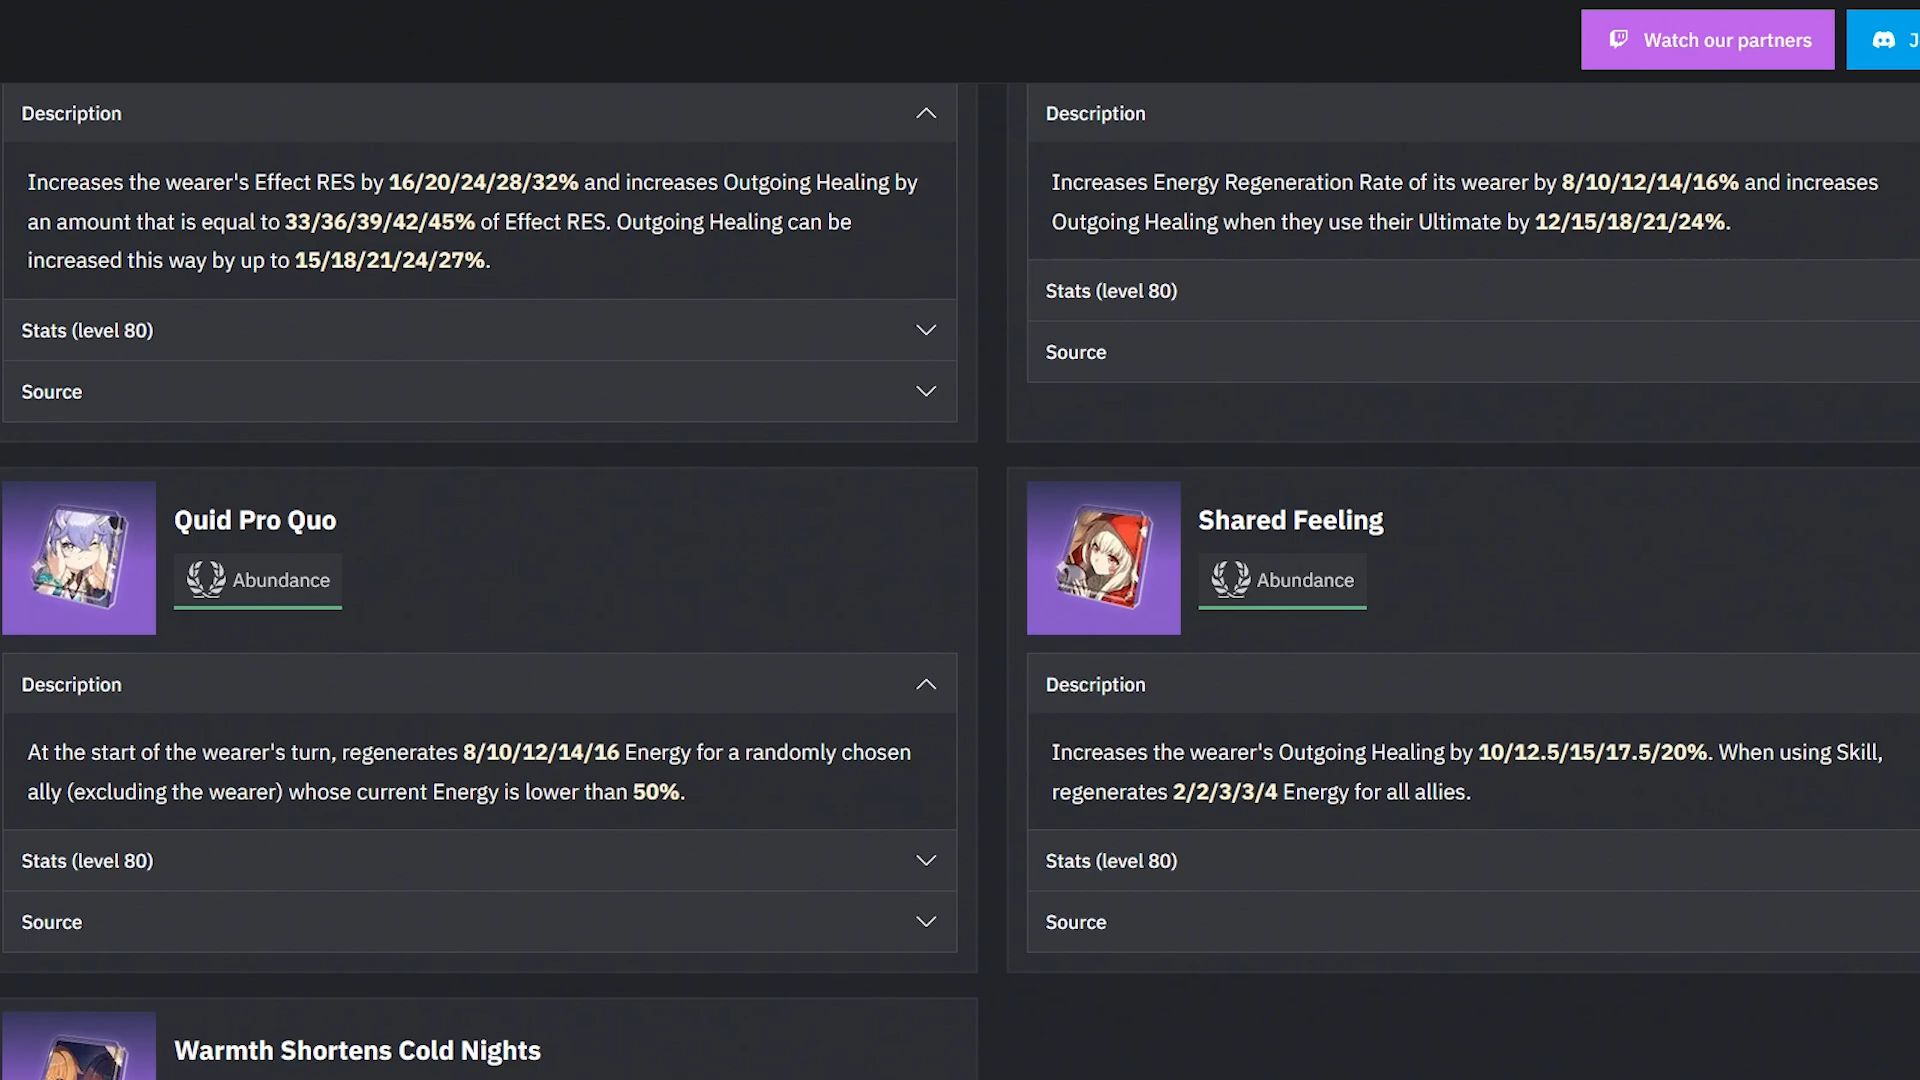 Watch our partners
J
Description
Increases the wearer's Effect RES by 16/20/24/28/32% and increases Outgoing Healing by
an amount that is equal to 33/36/39/42/45% of Effect RES. Outgoing Healing can be
increased this way by up to 15/18/21/24/27%.
Stats (level 80)
Source
Description
Increases Energy Regeneration Rate of its wearer by 8/10/12/14/16% and increases
Outgoing Healing when they use their Ultimate by 12/15/18/21/24%.
Stats (level 80)
Source
Quid Pro Quo
Abundance
Description
At the start of the wearer's turn, regenerates 8/10/12/14/16 Energy for a randomly chosen
ally (excluding the wearer) whose current Energy is lower than 50%.
Stats (level 80)
Source
Shared Feeling
Abundance
Description
Increases the wearer's Outgoing Healing by 10/12.5/15/17.5/20%. When using Skill,
regenerates 2/2/3/3/4 Energy for all allies.
Stats (level 80)
Source
Warmth Shortens Cold Nights